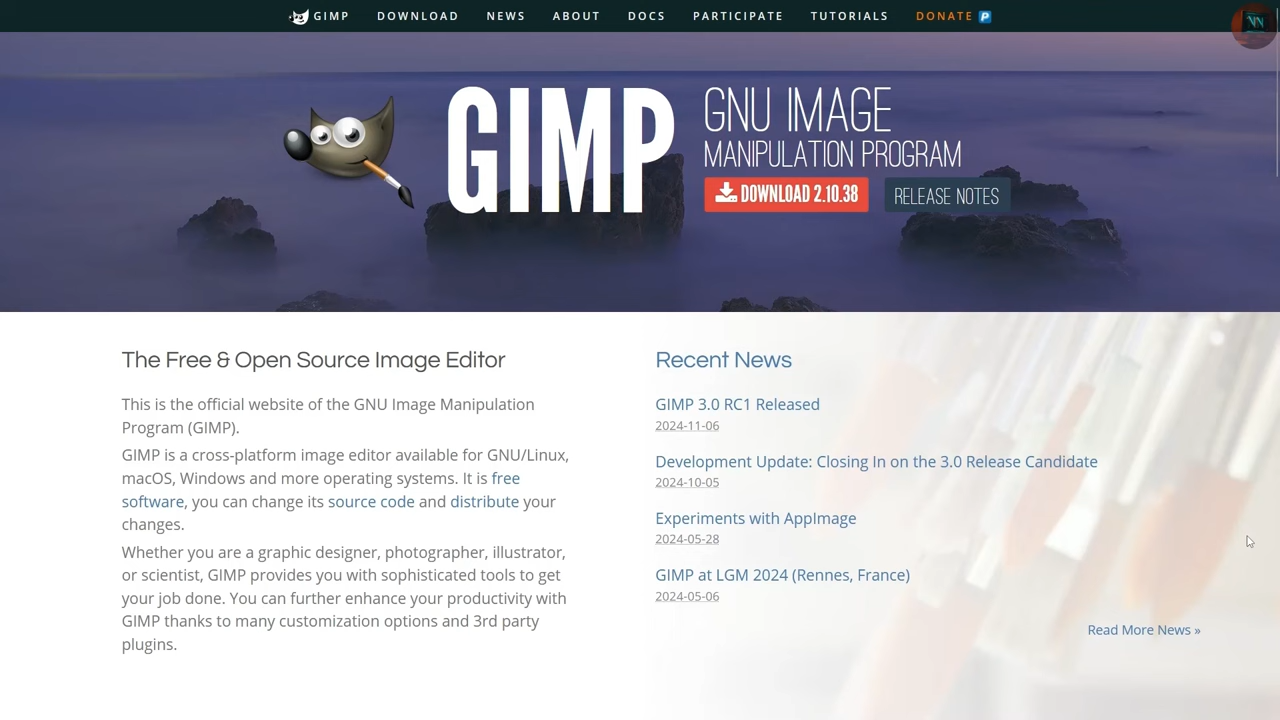 GIMP DOWNLOAD NEWS ABOUT DOCS PARTICIPATE TUTORIALS DONATE
GIMP
GNU IMAGE
MANIPULATION PROGRAM
DOWNLOAD 2.10.38 RELEASE NOTES
The Free & Open Source Image Editor
This is the official website of the GNU Image Manipulation
Program (GIMP).
GIMP is a cross-platform image editor available for GNU/Linux,
macOS, Windows and more operating systems. It is free
software, you can change its source code and distribute your
changes.
Whether you are a graphic designer, photographer, illustrator,
or scientist, GIMP provides you with sophisticated tools to get
your job done. You can further enhance your productivity with
GIMP thanks to many customization options and 3rd party
plugins.
Recent News
GIMP 3.0 RC1 Released
2024-11-06
Development Update: Closing In on the 3.0 Release Candidate
2024-10-05
Experiments with AppImage
2024-05-28
GIMP at LGM 2024 (Rennes, France)
2024-05-06
Read More News »